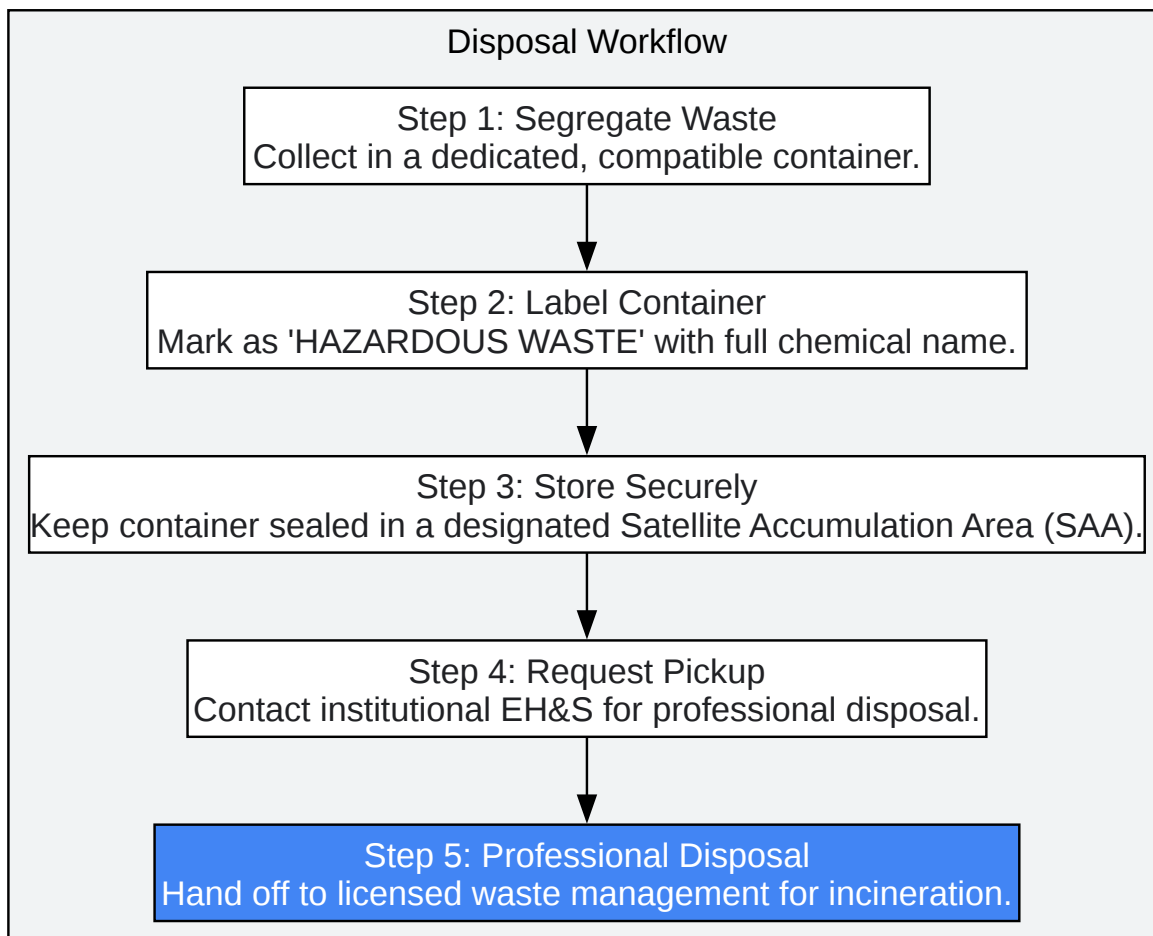 Disposal Workflow
Step 1: Segregate Waste
Collect in a dedicated, compatible container.
Step 2: Label Container
Mark as 'HAZARDOUS WASTE' with full chemical name.
Step 3: Store Securely
Keep container sealed in a designated Satellite Accumulation Area (SAA).
Step 4: Request Pickup
Contact institutional EH&S for professional disposal.
Step 5: Professional Disposal
Hand off to licensed waste management for incineration.